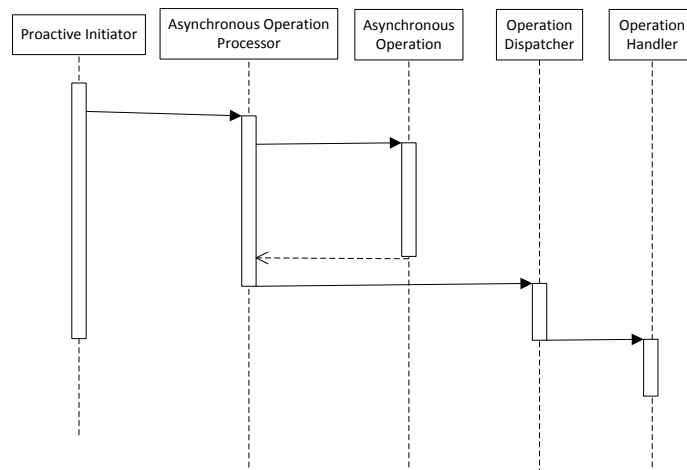 Proactive Initiator
Asynchronous Operation
Processor
Asynchronous
Operation
Operation
Dispatcher
Operation
Handler